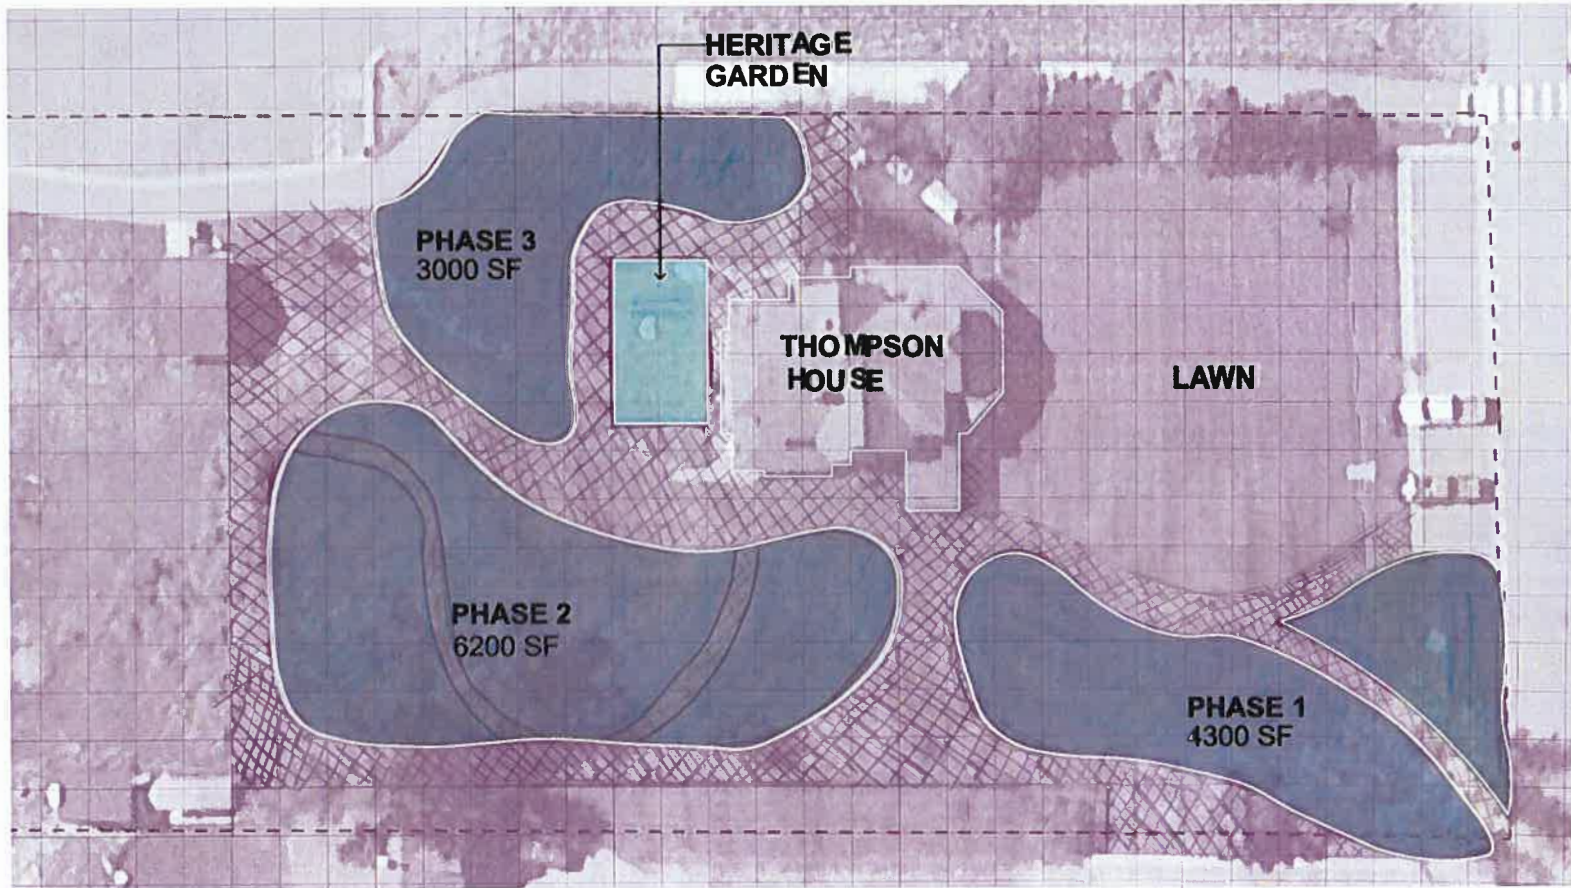 HERITAGE
GARDEN
PHASE 3
3000 SF
THOMPSON
HOUSE
LAWN
PHASE 2
6200 SF
PHASE 1
4300 SF